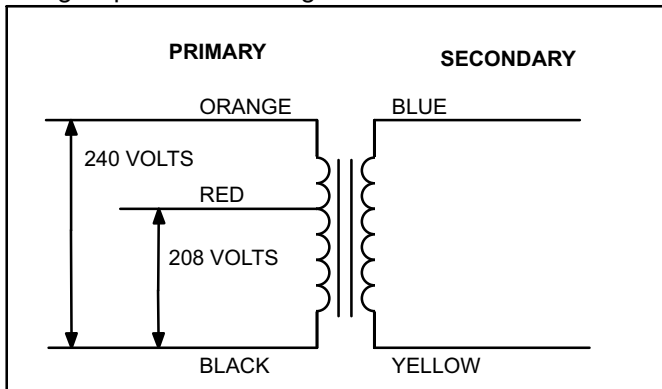 PRIMARY
SECONDARY
ORANGE
BLUE
240 VOLTS
RED
208 VOLTS
BLACK
YELLOW